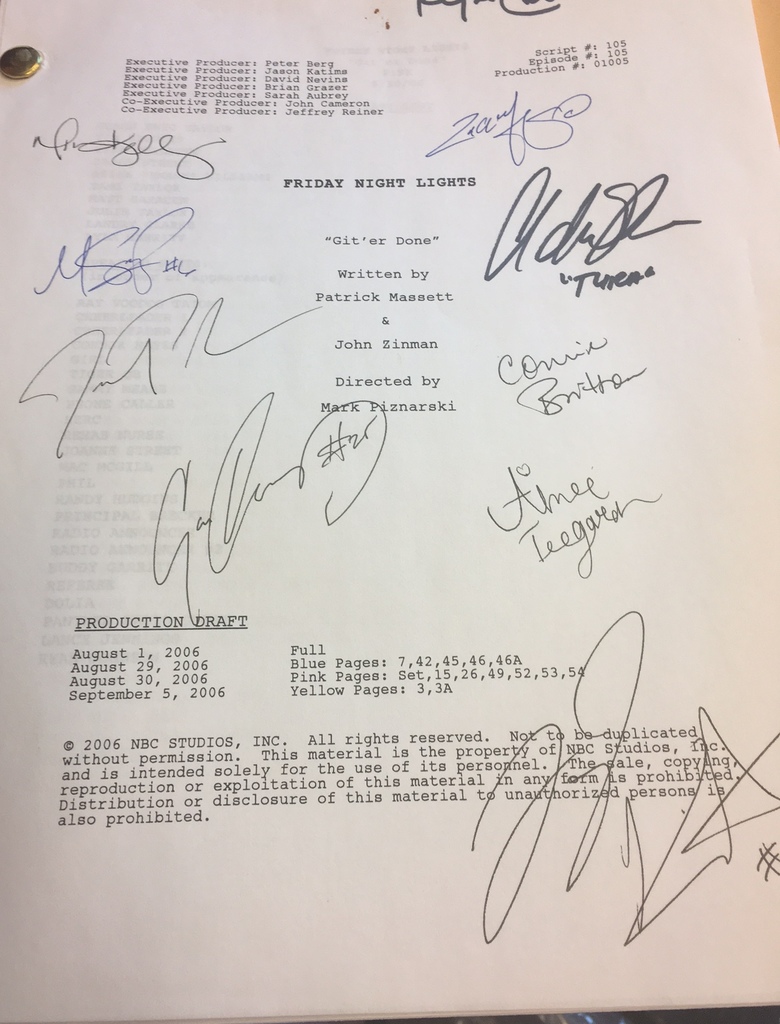 Executive Producer: Peter Berg
Executive Producer: Jason Katims
Executive Producer: David Nevins
Executive Producer: Brian Grazer
Executive Producer: Sarah Aubrey
Co-Executive Producer: John Cameron
Co-Executive Producer: Jeffrey Reiner
Script #: 105
Episode #: 105
Production #: 01005
FRIDAY NIGHT LIGHTS
"Git'er Done"
Written by
Patrick Massett
&
John Zinman
Directed by
Mark Piznarski
"TYRA"
Connie
Britton
Aimee
Teegarden
PRODUCTION DRAFT
August 1, 2006 Full
August 29, 2006 Blue Pages: 7,42,45,46,46A
August 30, 2006 Pink Pages: Set,15,26,49,52,53,54
September 5, 2006 Yellow Pages: 3,3A
© 2006 NBC STUDIOS, INC. All rights reserved. Not to be duplicated
without permission. This material is the property of NBC Studios, Inc.
and is intended solely for the use of its personnel. The sale, copying,
reproduction or exploitation of this material in any form is prohibited.
Distribution or disclosure of this material to unauthorized persons is
also prohibited.